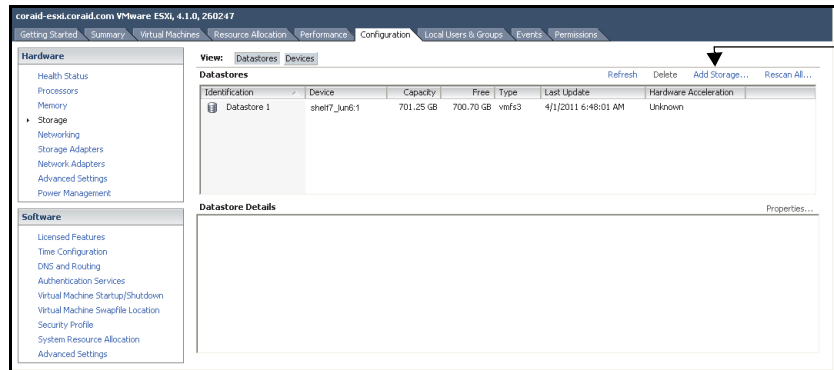 coraid-esxi.coraid.com VMware ESXi, 4.1.0, 260247
Getting Started Summary Virtual Machines Resource Allocation Performance Configuration Local Users & Groups Events Permissions
Hardware
Health Status
Processors
Memory
Storage
Networking
Storage Adapters
Network Adapters
Advanced Settings
Power Management
Software
Licensed Features
Time Configuration
DNS and Routing
Authentication Services
Virtual Machine Startup/Shutdown
Virtual Machine Swapfile Location
Security Profile
System Resource Allocation
Advanced Settings
View: Datastores Devices
Datastores Refresh Delete Add Storage... Rescan All...
Identification Device Capacity Free Type Last Update Hardware Acceleration
Datastore 1 shelf7_lun6:1 701.25 GB 700.70 GB vmfs3 4/1/2011 6:48:01 AM Unknown
Datastore Details Properties...